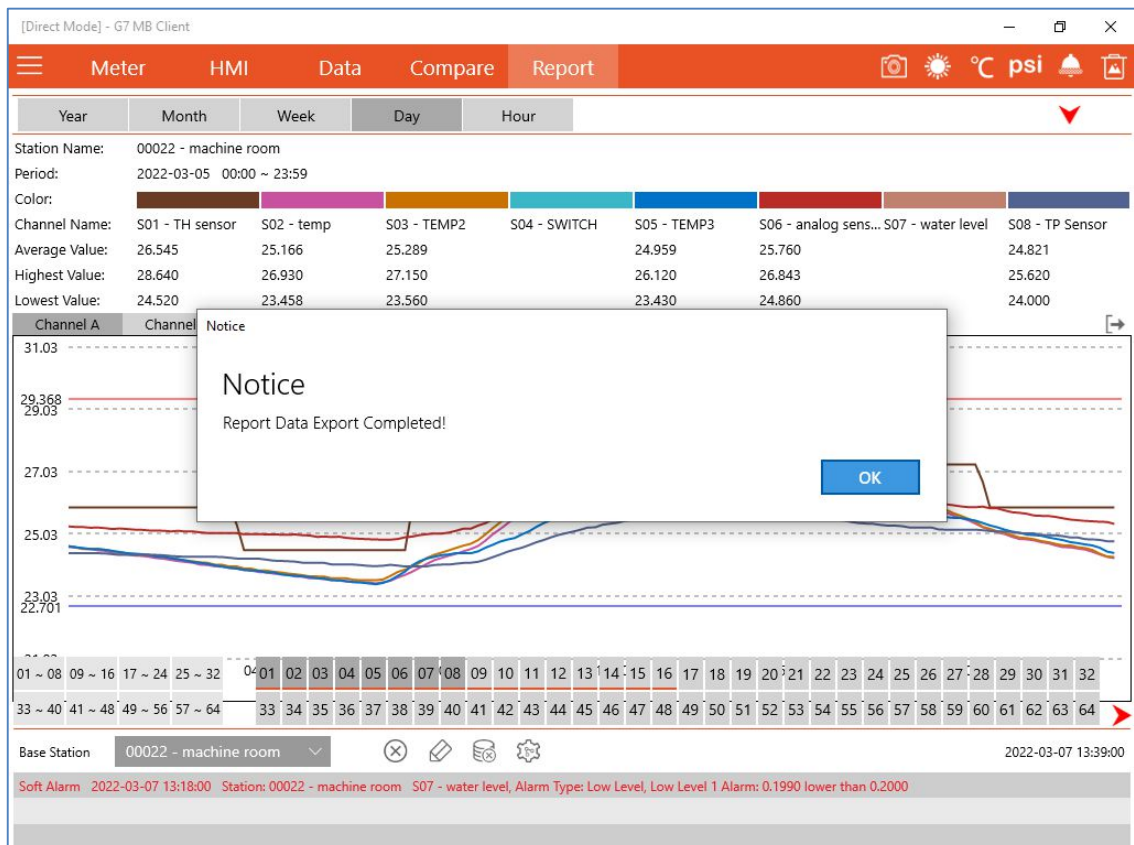 [Direct Mode] - G7 MB Client
Meter HMI Data Compare Report ℃ psi
Year Month Week Day Hour
Station Name: 00022 - machine room
Period: 2022-03-05 00:00 ~ 23:59
Color:
Channel Name: S01 - TH sensor S02 - temp S03 - TEMP2 S04 - SWITCH S05 - TEMP3 S06 - analog sens... S07 - water level S08 - TP Sensor
Average Value: 26.545 25.166 25.289 24.959 25.760 24.821
Highest Value: 28.640 26.930 27.150 26.120 26.843 25.620
Lowest Value: 24.520 23.458 23.560 23.430 24.860 24.000
Channel A Channel
Notice
31.03
Notice
29.368
29.03
Report Data Export Completed!
27.03
OK
25.03
23.03
22.701
01 ~ 08 09 ~ 16 17 ~ 24 25 ~ 32 01 02 03 04 05 06 07 08 09 10 11 12 13 14 15 16 17 18 19 20 21 22 23 24 25 26 27 28 29 30 31 32
33 ~ 40 41 ~ 48 49 ~ 56 57 ~ 64 33 34 35 36 37 38 39 40 41 42 43 44 45 46 47 48 49 50 51 52 53 54 55 56 57 58 59 60 61 62 63 64
Base Station 00022 - machine room 2022-03-07 13:39:00
Soft Alarm 2022-03-07 13:18:00 Station: 00022 - machine room S07 - water level, Alarm Type: Low Level, Low Level 1 Alarm: 0.1990 lower than 0.2000